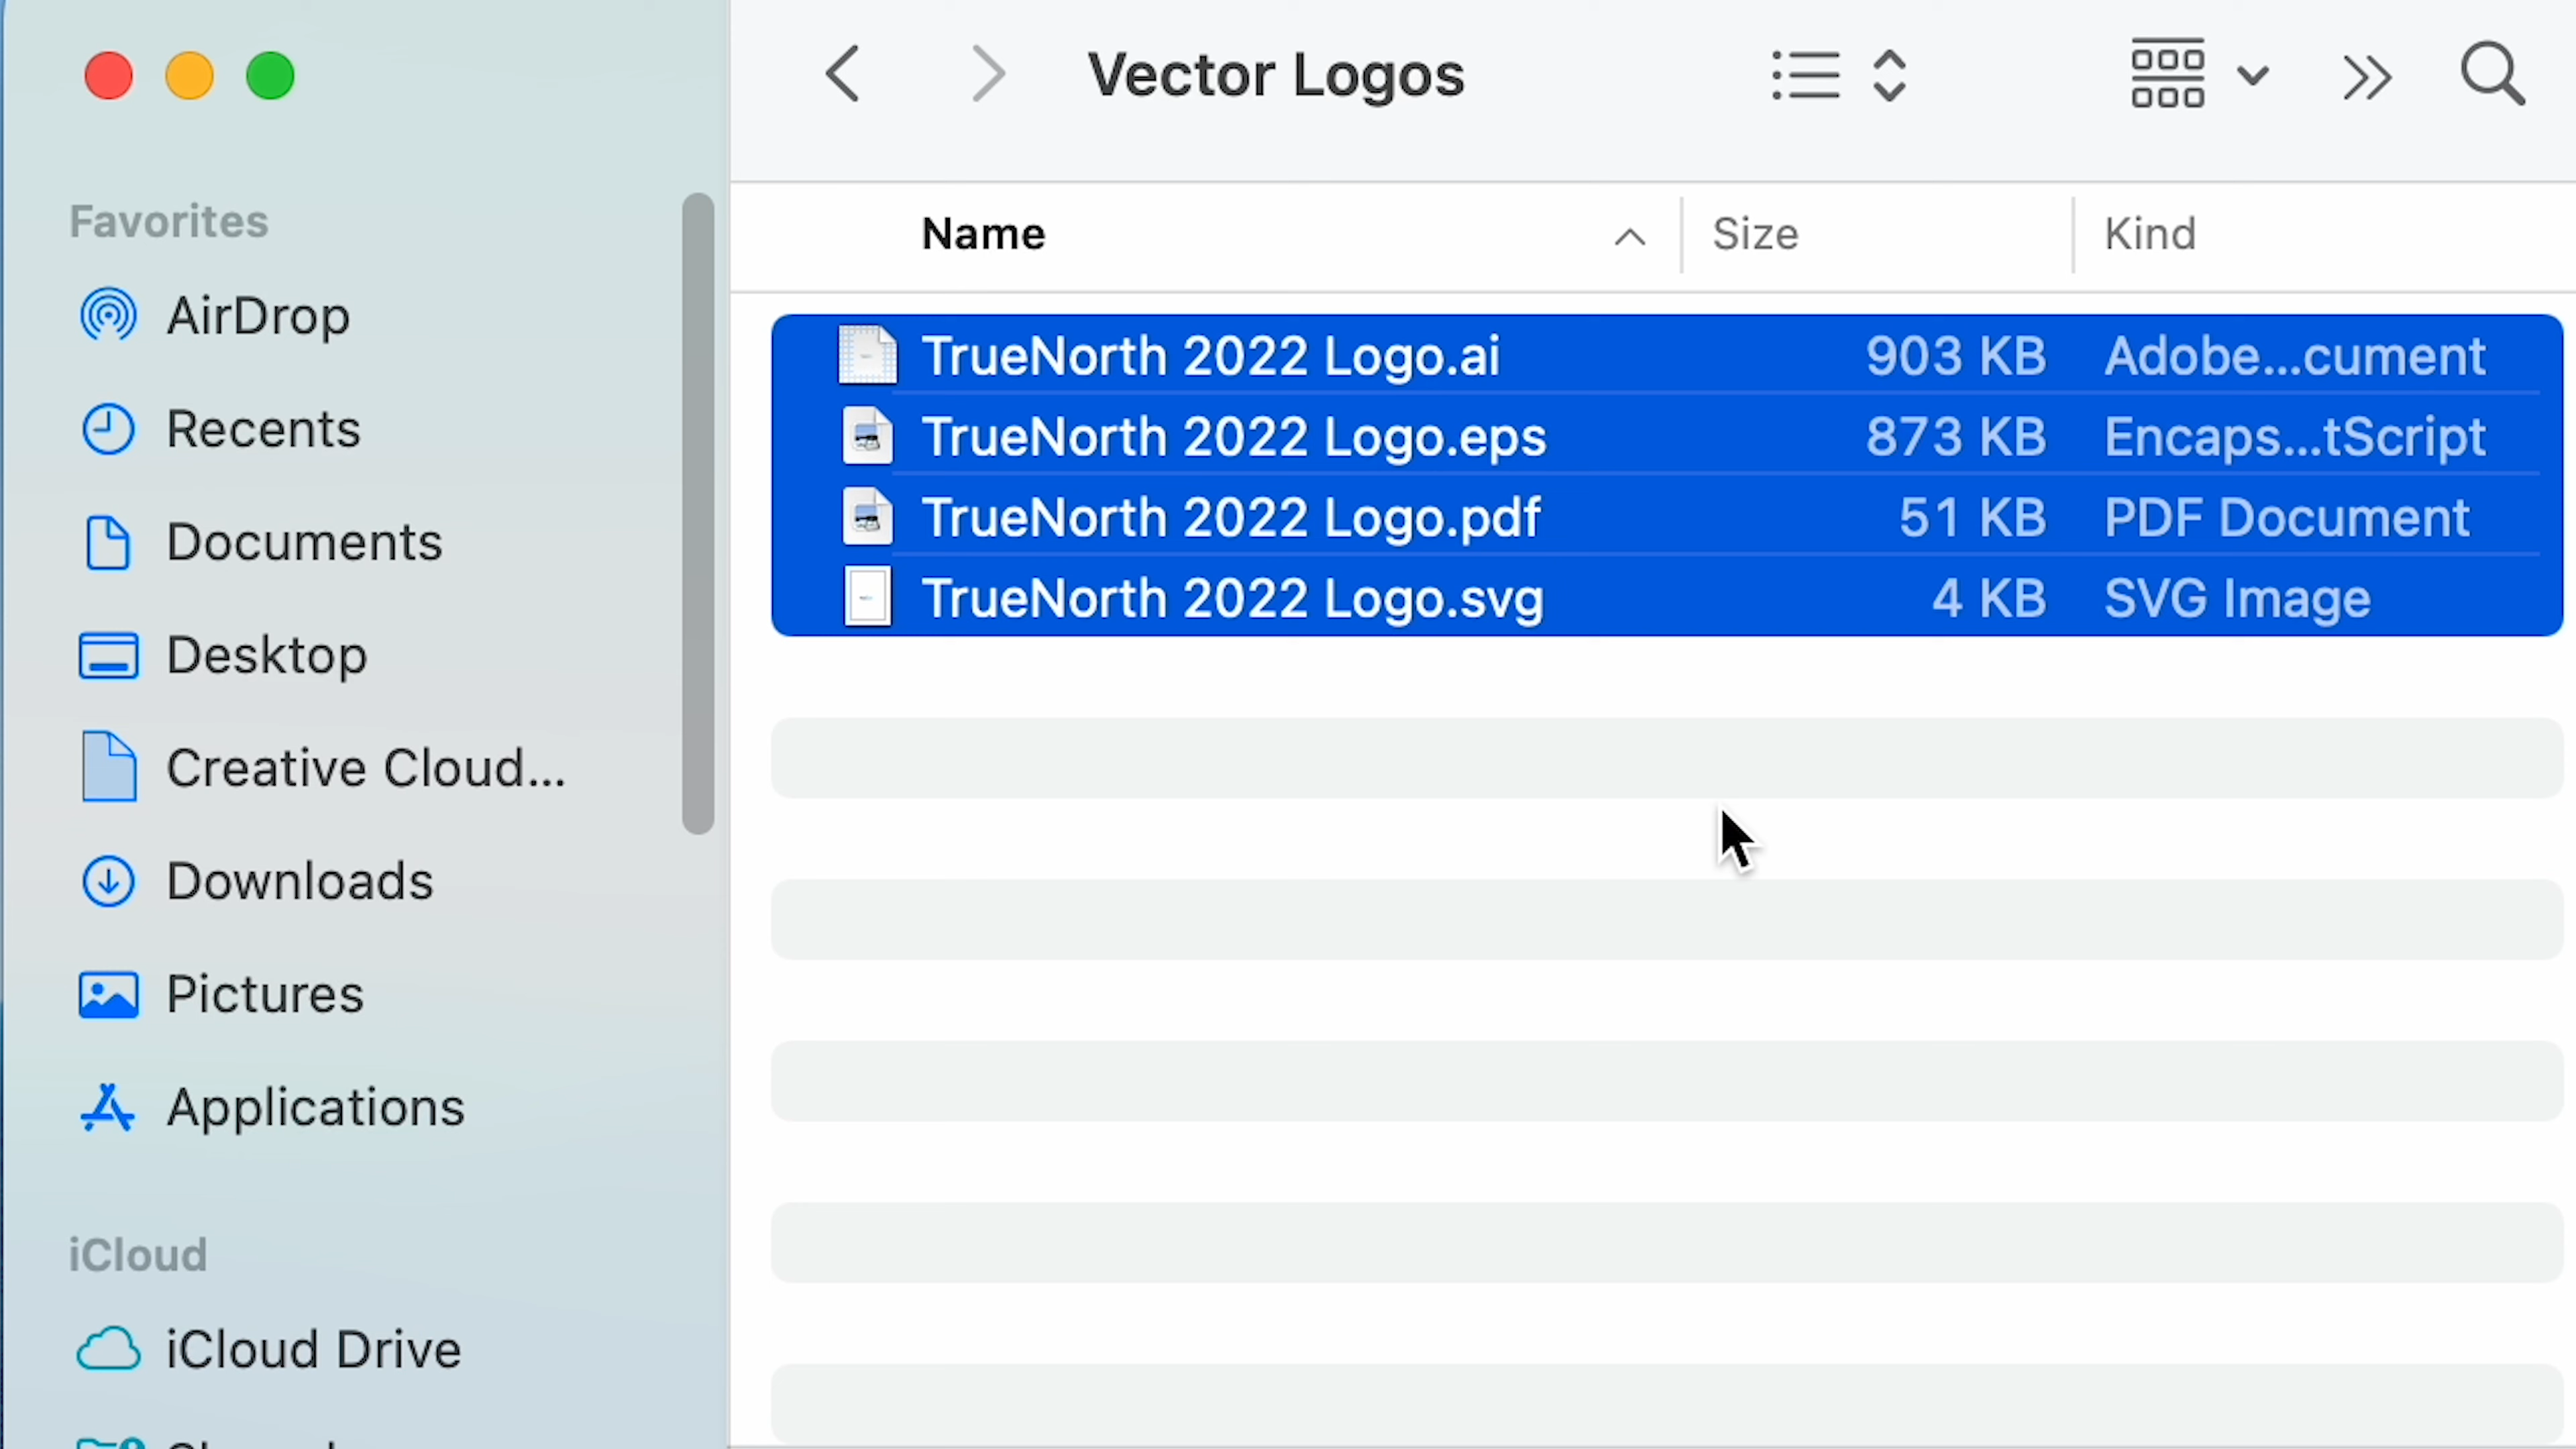 Vector Logos
Favorites
AirDrop
Recents
Documents
Desktop
Creative Cloud...
Downloads
Pictures
Applications
iCloud
iCloud Drive
Name Size Kind
TrueNorth 2022 Logo.ai 903 KB Adobe...cument
TrueNorth 2022 Logo.eps 873 KB Encaps...tScript
TrueNorth 2022 Logo.pdf 51 KB PDF Document
TrueNorth 2022 Logo.svg 4 KB SVG Image